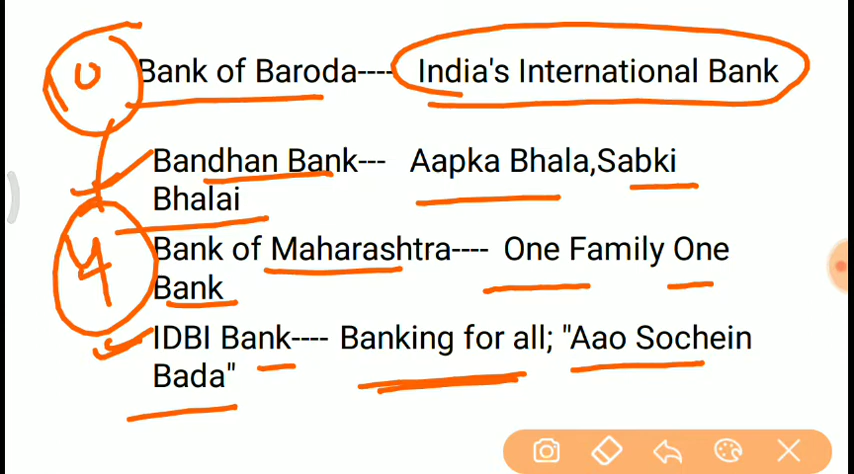 Bank of Baroda---- India's International Bank
Bandhan Bank--- Aapka Bhala,Sabki
Bhalai
Bank of Maharashtra---- One Family One
Bank
4
IDBI Bank---- Banking for all; "Aao Sochein
Bada"